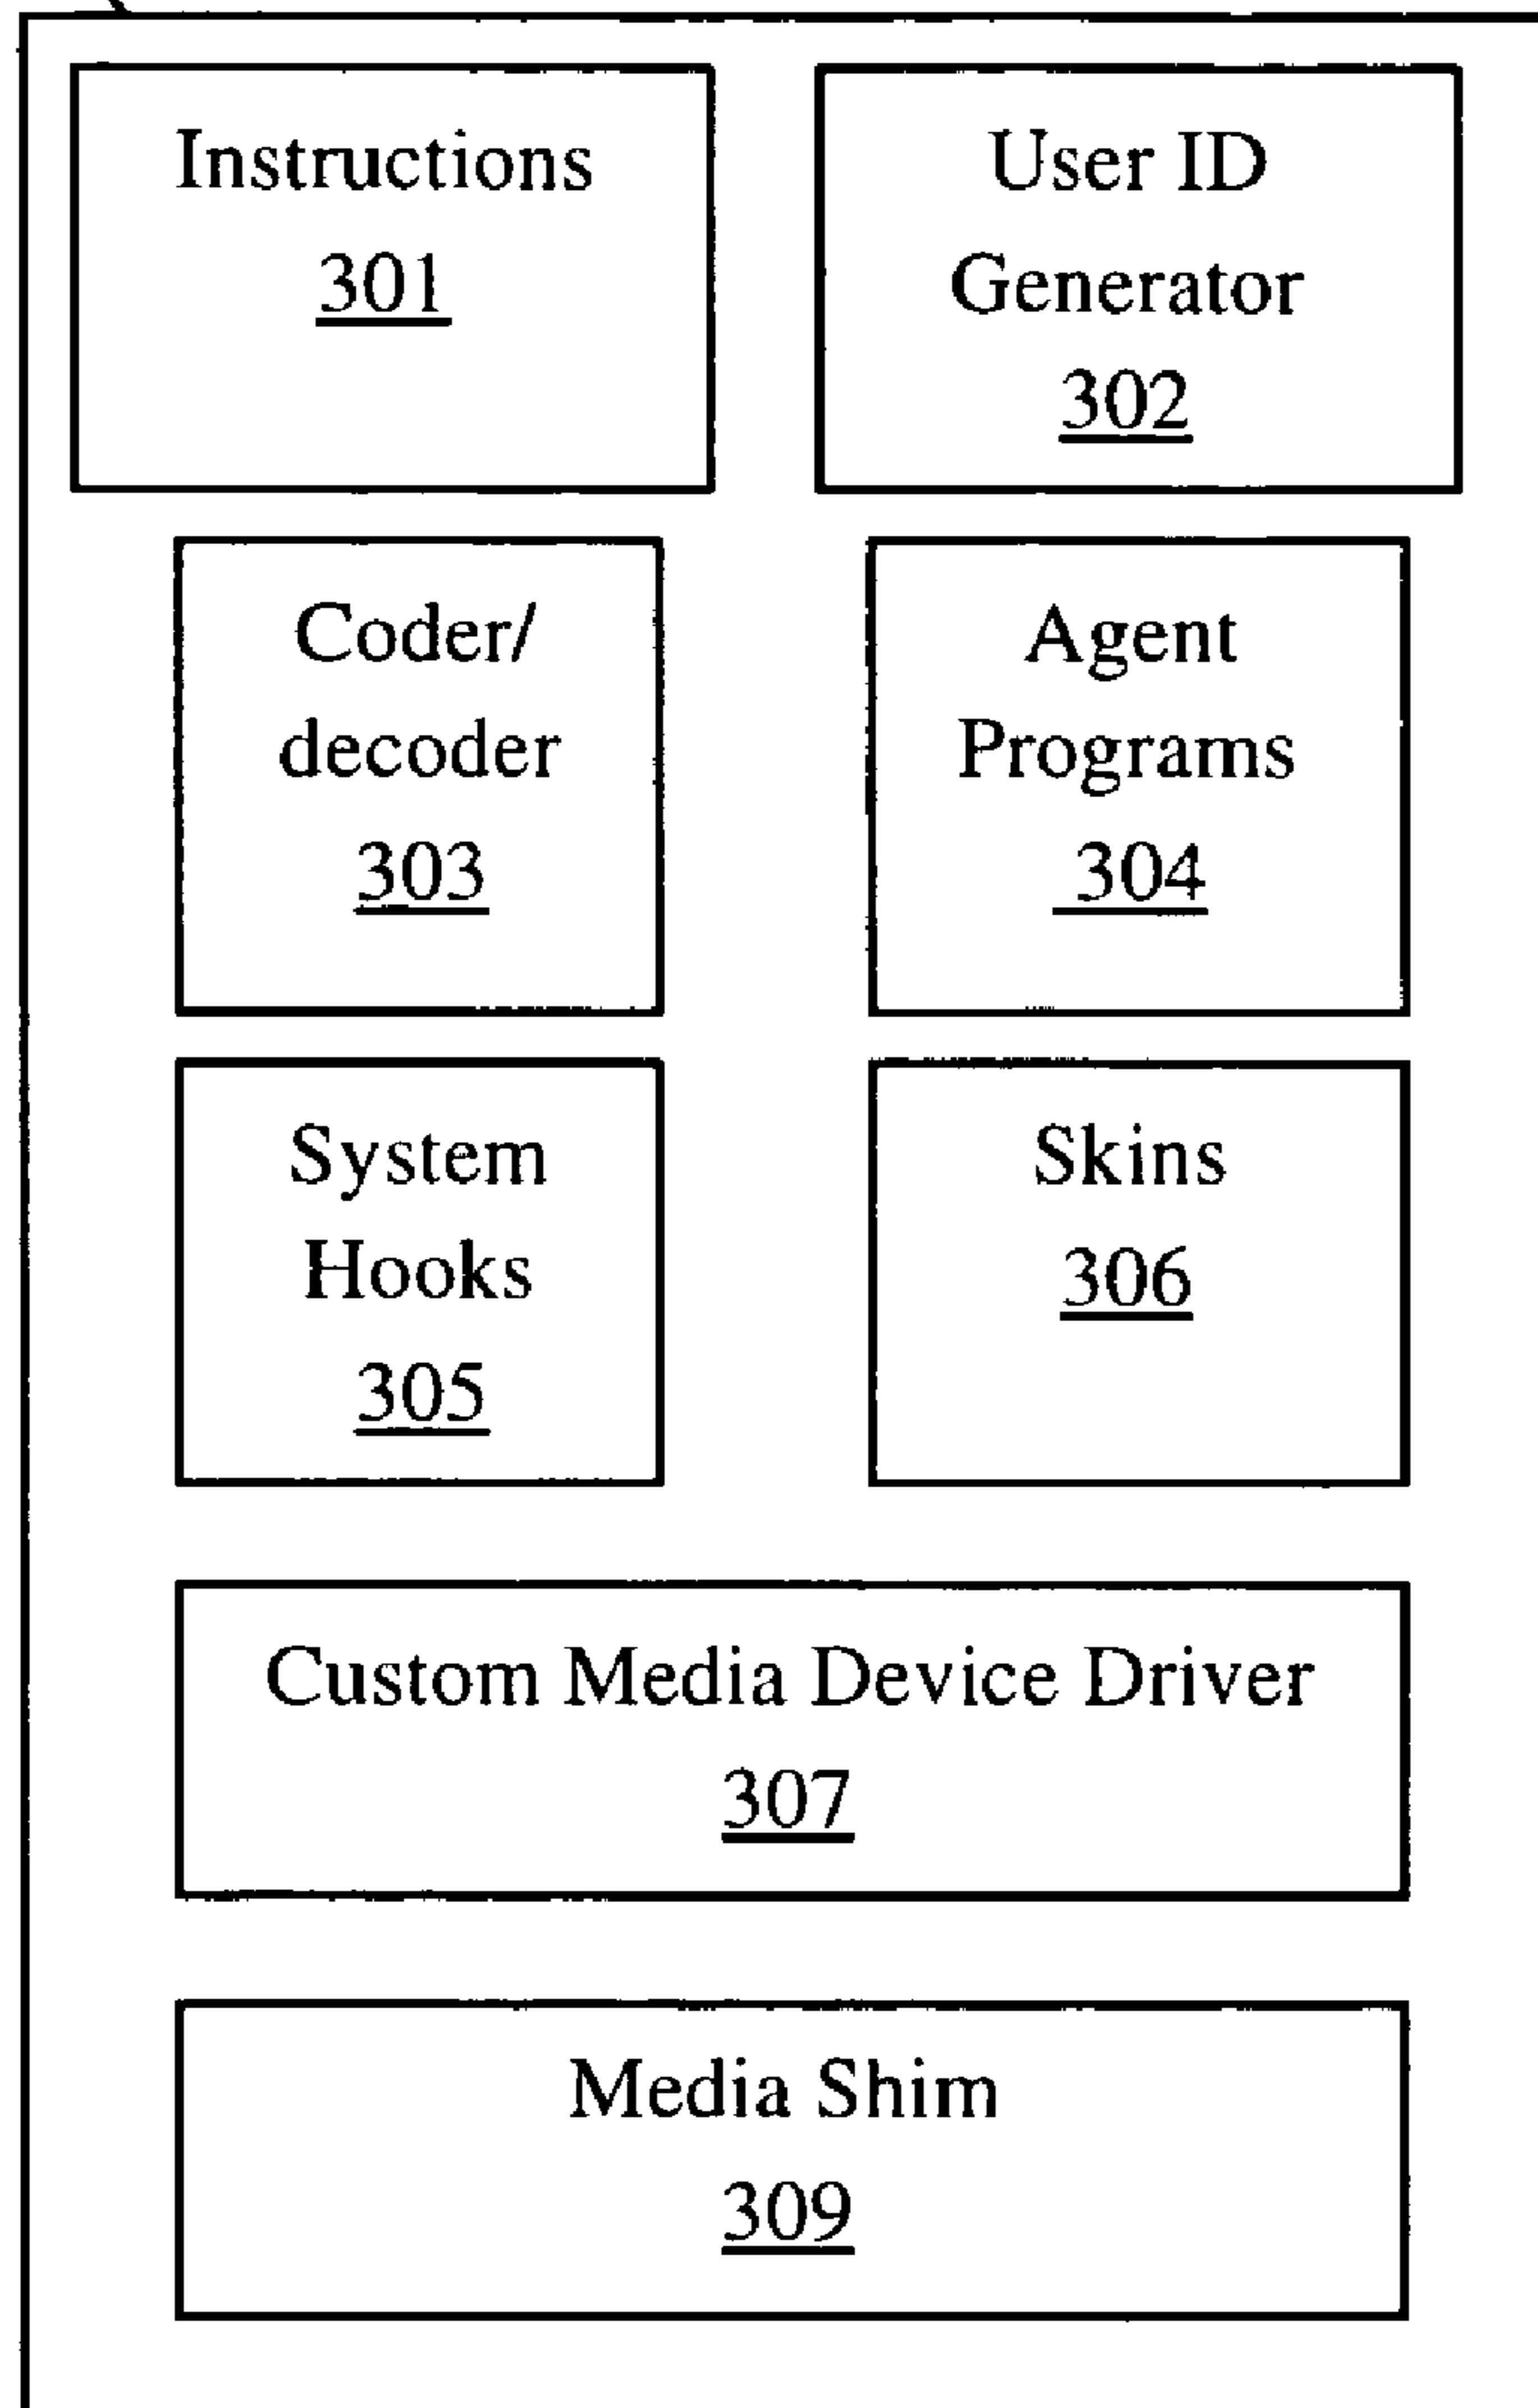 Instructions
301
User ID
Generator
302
Coder/
decoder
303
Agent
Programs
304
System
Hooks
305
Skins
306
Custom Media Device Driver
307
Media Shim
309